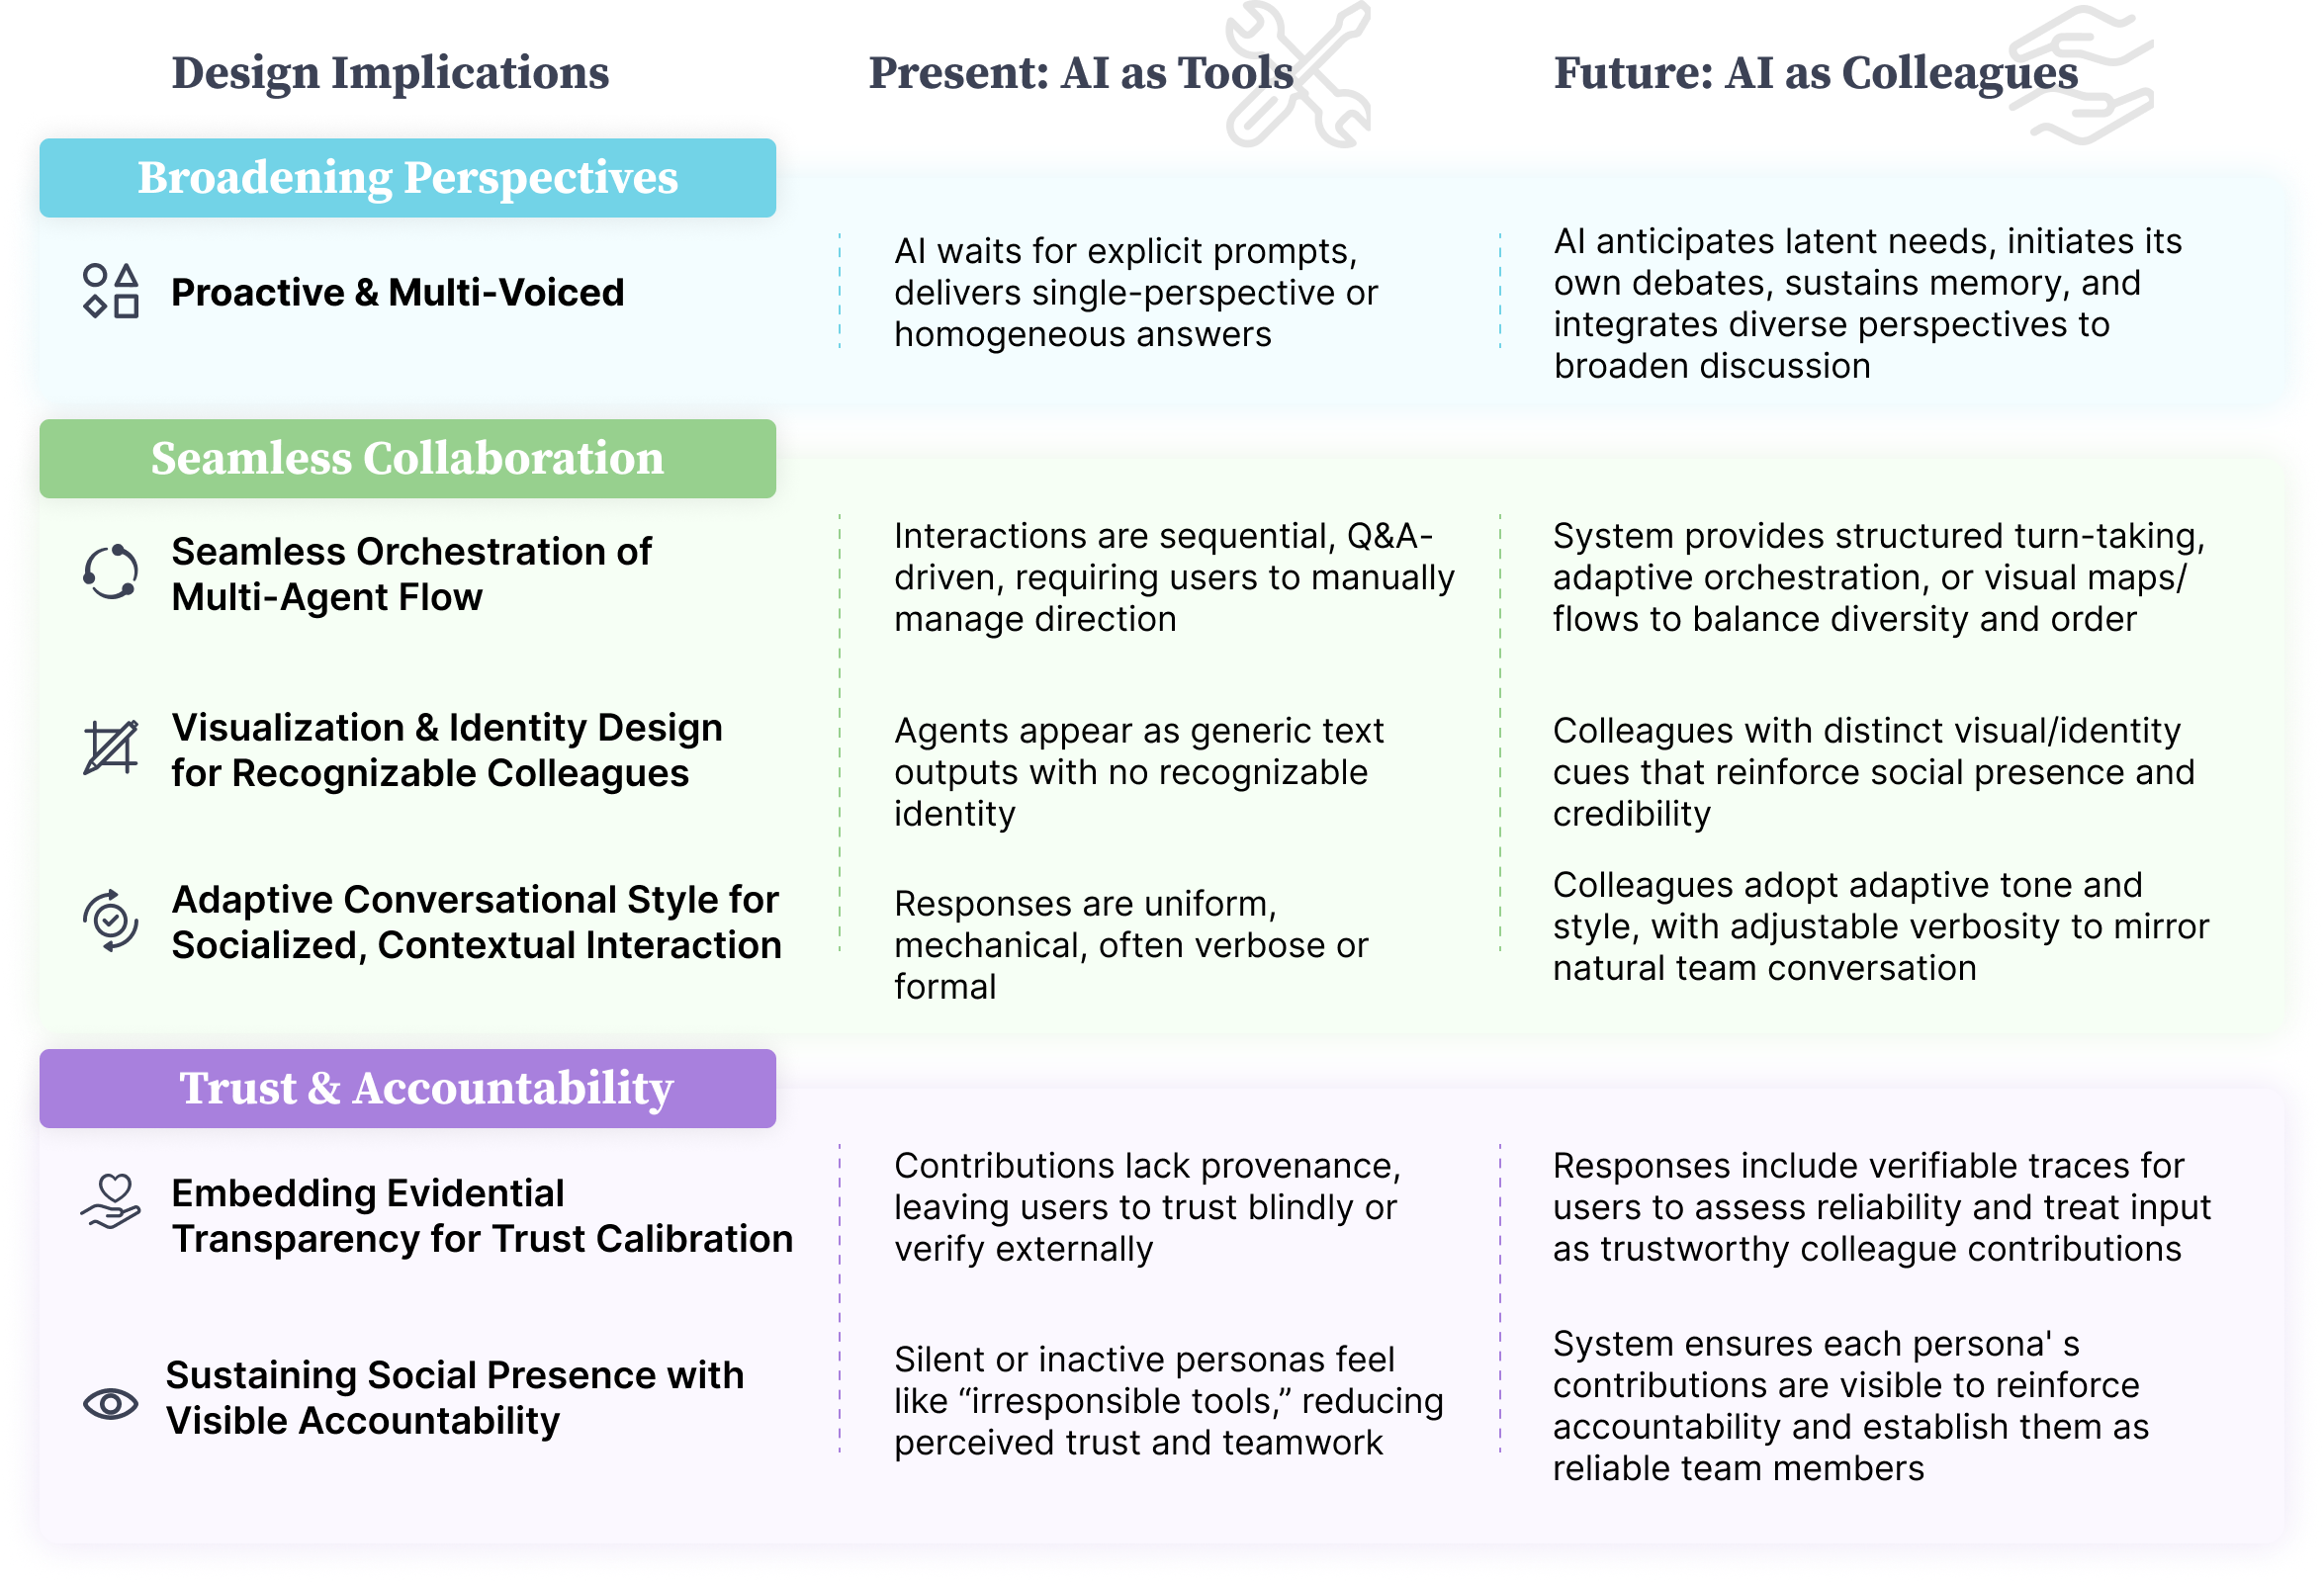 Design Implications
Present: AI as Tools
Future: AI as Colleagues
Broadening Perspectives
Proactive & Multi-Voiced
AI waits for explicit prompts,
delivers single-perspective or
homogeneous answers
AI anticipates latent needs, initiates its
own debates, sustains memory, and
integrates diverse perspectives to
broaden discussion
Seamless Collaboration
Seamless Orchestration of
Multi-Agent Flow
Interactions are sequential, Q&A-
driven, requiring users to manually
manage direction
System provides structured turn-taking,
adaptive orchestration, or visual maps/
flows to balance diversity and order
Visualization & Identity Design
for Recognizable Colleagues
Agents appear as generic text
outputs with no recognizable
identity
Colleagues with distinct visual/identity
cues that reinforce social presence and
credibility
Adaptive Conversational Style for
Socialized, Contextual Interaction
Responses are uniform,
mechanical, often verbose or
formal
Colleagues adopt adaptive tone and
style, with adjustable verbosity to mirror
natural team conversation
Trust & Accountability
Embedding Evidential
Transparency for Trust Calibration
Contributions lack provenance,
leaving users to trust blindly or
verify externally
Responses include verifiable traces for
users to assess reliability and treat input
as trustworthy colleague contributions
Sustaining Social Presence with
Visible Accountability
Silent or inactive personas feel
like “irresponsible tools,” reducing
perceived trust and teamwork
System ensures each persona' s
contributions are visible to reinforce
accountability and establish them as
reliable team members